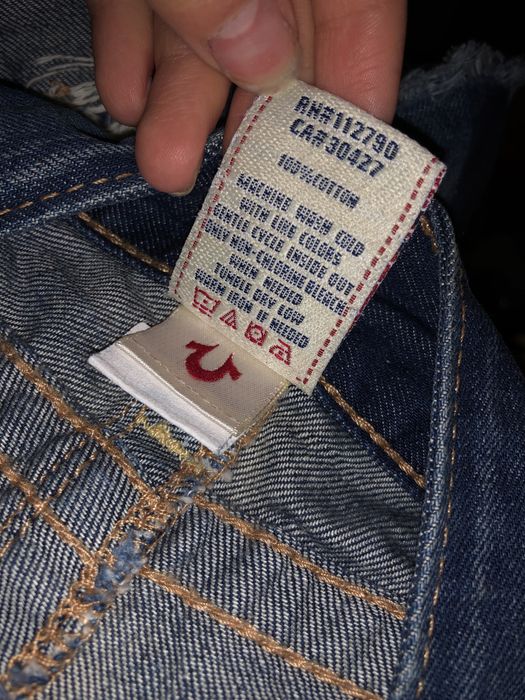 RN#112790
CA#30427
100%COTTON
MACHING WASH COLD
WITH LIKE COLORS
GENTLE CYCLE INSIDE OUT
ONLY NON-CHLORINE BLEACH
WHEN NEEDED
TUMBLE DRY LOW
WARM IRON IF NEEDED